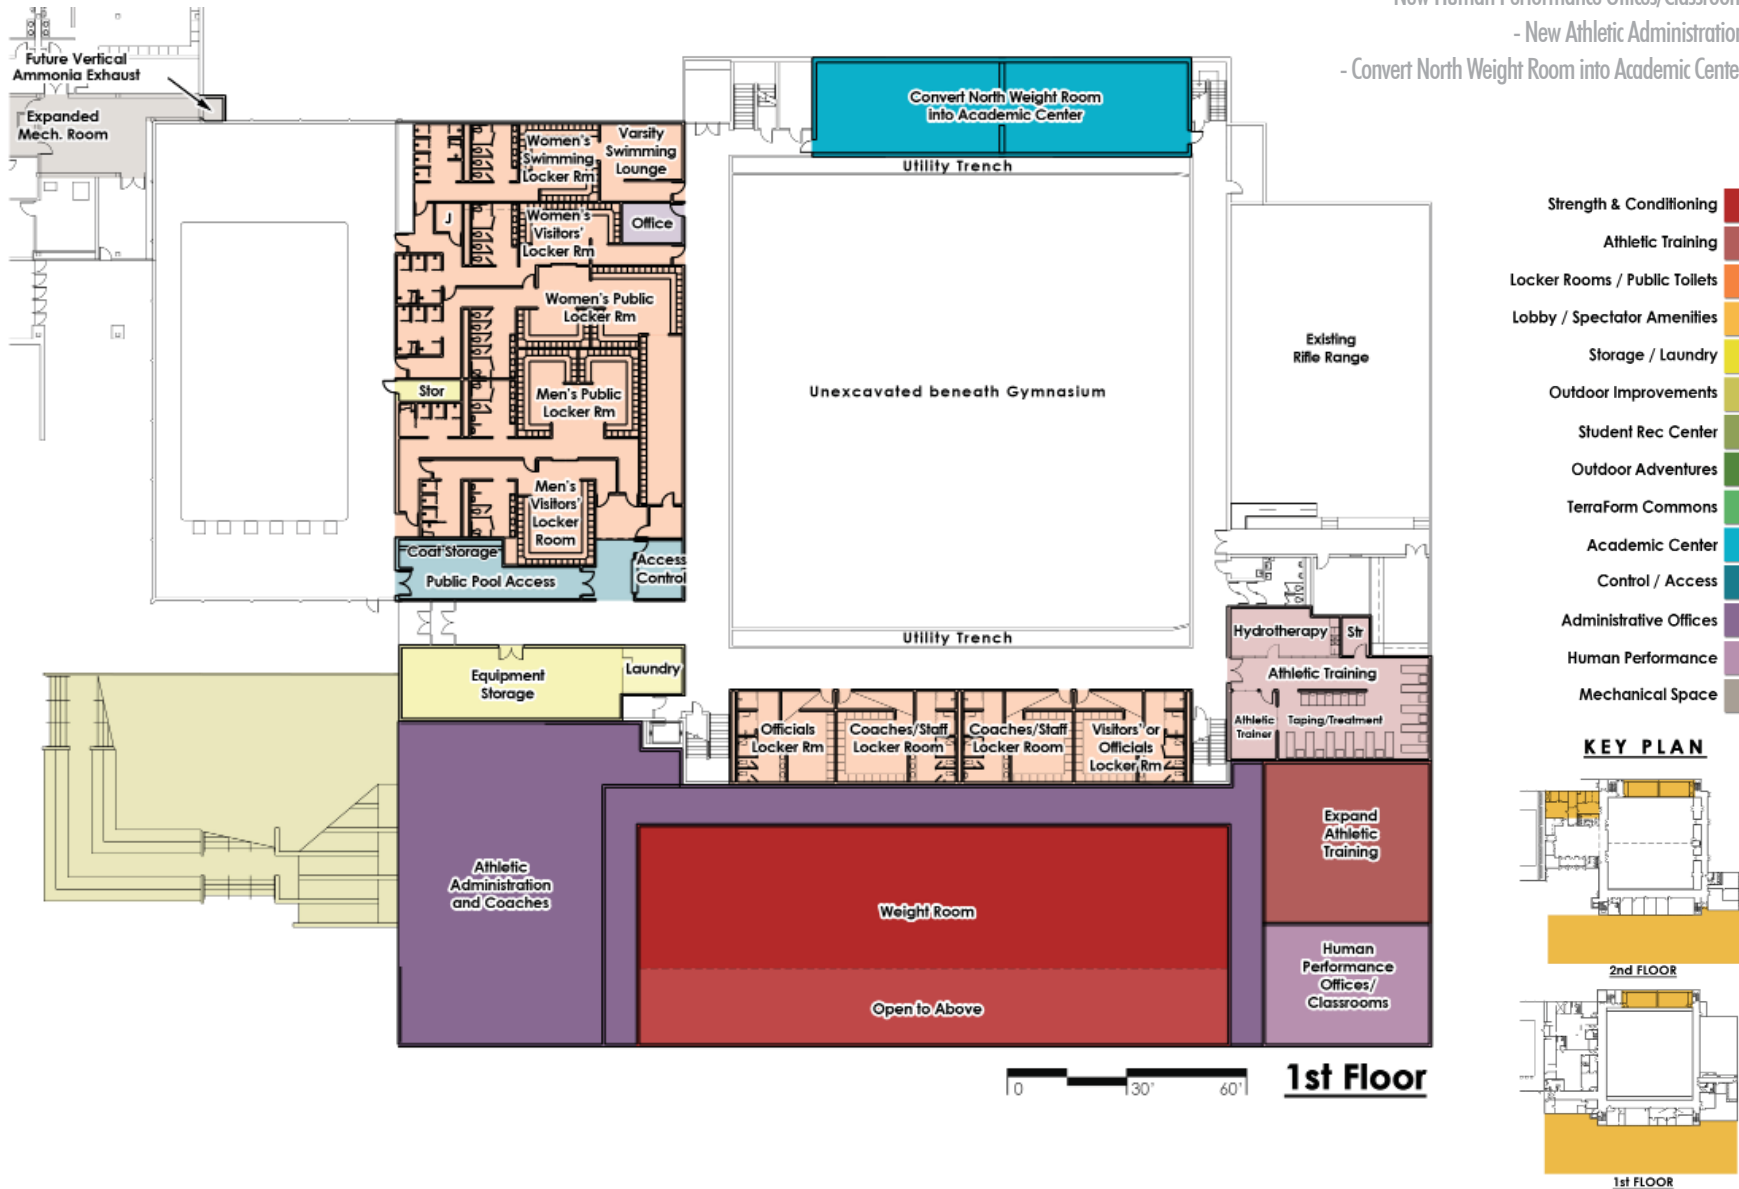 New Human Performance Offices/Classroom
- New Athletic Administration
- Convert North Weight Room into Academic Cente
Future Vertical
Ammonia Exhaust
Expanded
Mech. Room
Convert North Weight Room
into Academic Center
Utility Trench
Women's
Swimming
Locker Rm
Varsity
Swimming
Lounge
J
Women's
Visitors'
Locker Rm
Office
Women's Public
Locker Rm
Stor
Men's Public
Locker Rm
Men's
Visitors'
Locker
Room
Coat Storage
Public Pool Access
Access
Control
Unexcavated beneath Gymnasium
Existing
Rifle Range
Utility Trench
Equipment
Storage
Laundry
Hydrotherapy
Str
Athletic Training
Athletic
Trainer
Taping/Treatment
Officials
Locker Rm
Coaches/Staff
Locker Room
Coaches/Staff
Locker Room
Visitors' or
Officials
Locker Rm
Athletic
Administration
and Coaches
Weight Room
Open to Above
Expand
Athletic
Training
Human
Performance
Offices/
Classrooms
0
30'
60'
1st Floor
Strength & Conditioning
Athletic Training
Locker Rooms / Public Toilets
Lobby / Spectator Amenities
Storage / Laundry
Outdoor Improvements
Student Rec Center
Outdoor Adventures
TerraForm Commons
Academic Center
Control / Access
Administrative Offices
Human Performance
Mechanical Space
KEY PLAN
2nd FLOOR
1st FLOOR